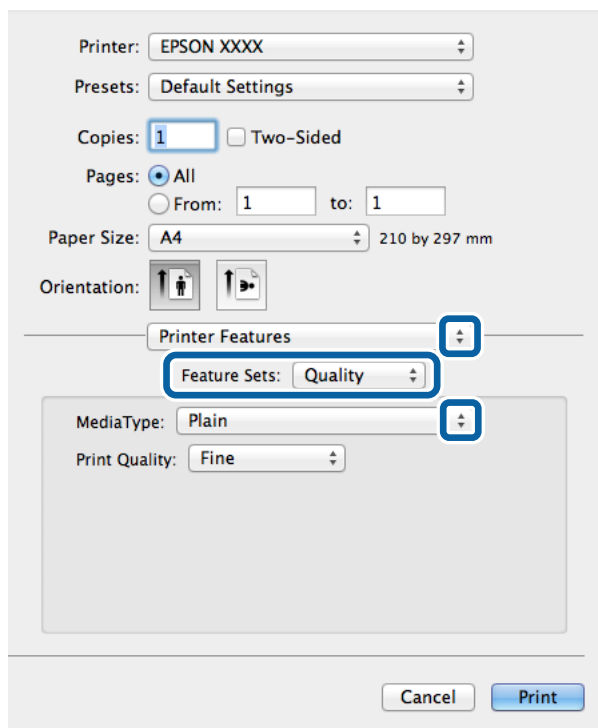 Printer: EPSON XXXX
Presets: Default Settings
Copies: 1 Two-Sided
Pages: All
From: 1 to: 1
Paper Size: A4 210 by 297 mm
Orientation:
Printer Features
Feature Sets: Quality
MediaType: Plain
Print Quality: Fine
Cancel Print